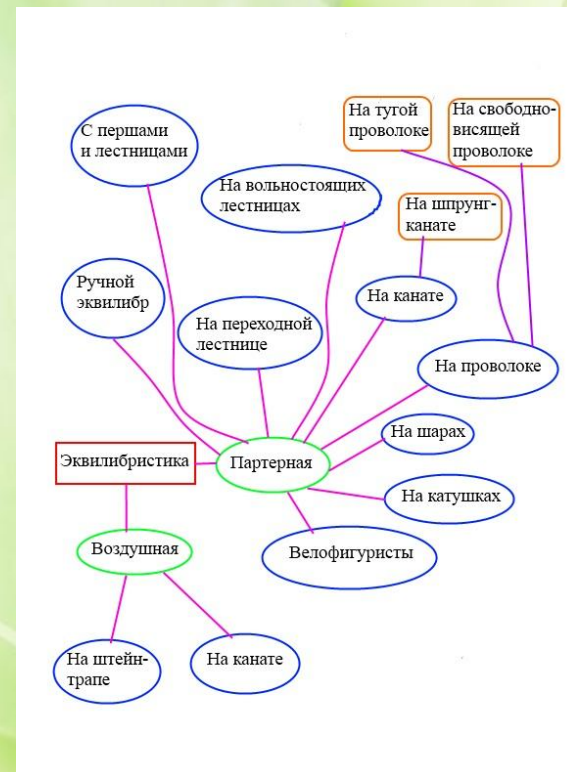 На тугой
проволоке
На свободно-
висящей
проволоке
С першами
и лестницами
На вольностоящих
лестницах
На шпрунг-
канате
Ручной
эквилибр
На канате
На переходной
лестнице
На проволоке
На шарах
Эквилибристика
Партерная
На катушках
Воздушная
Велофигуристы
На штейн-
трапе
На канате